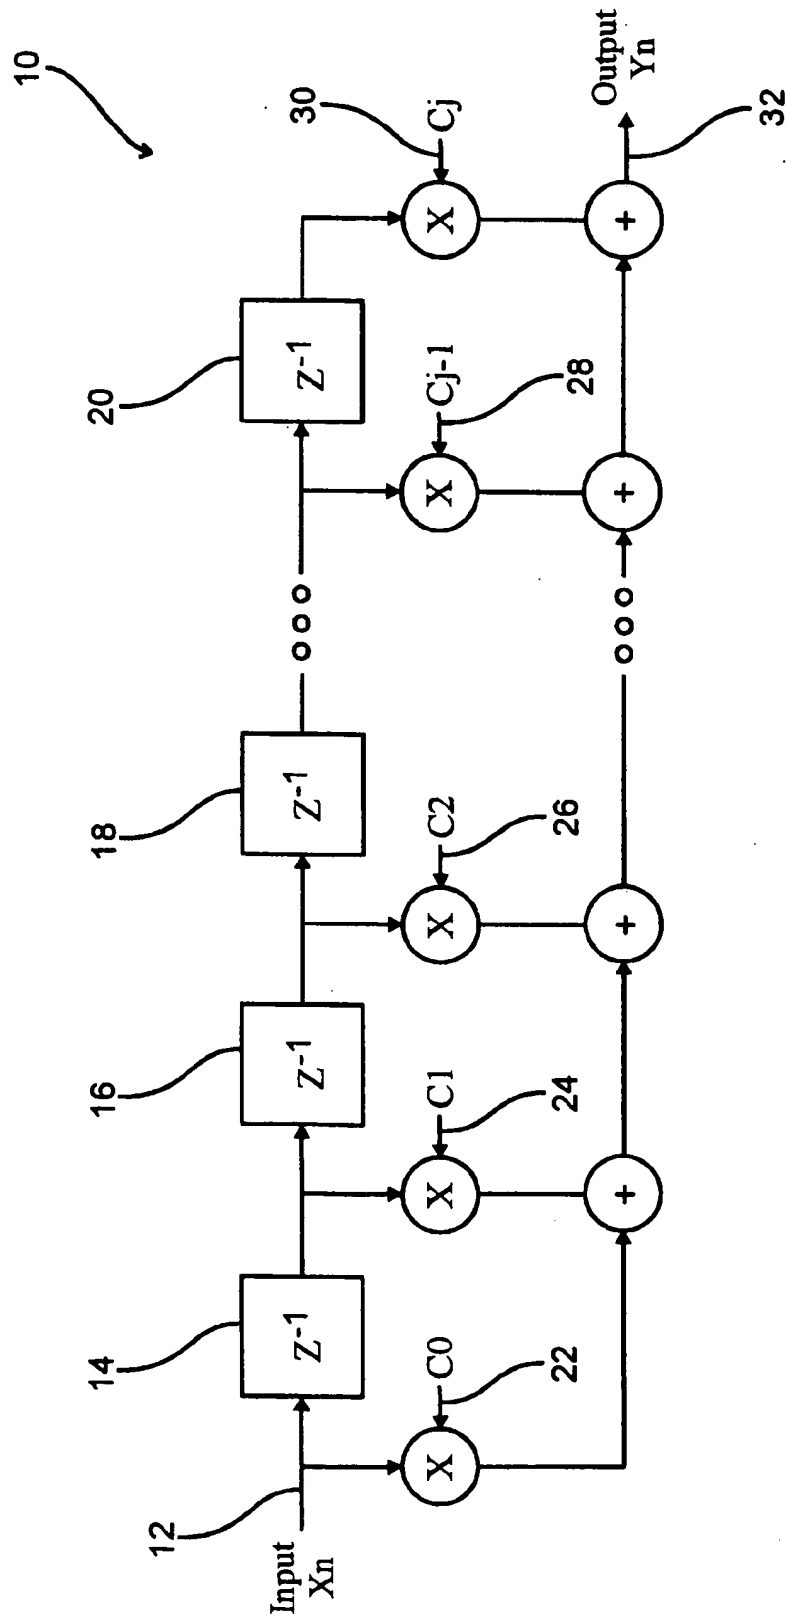 10
14
16
18
20
12
Input
Xn
Z-1
Z-1
Z-1
Z-1
X
C0
22
X
C1
24
X
C2
26
X
Cj-1
28
X
Cj
30
+
+
+
+
Output
Yn
32